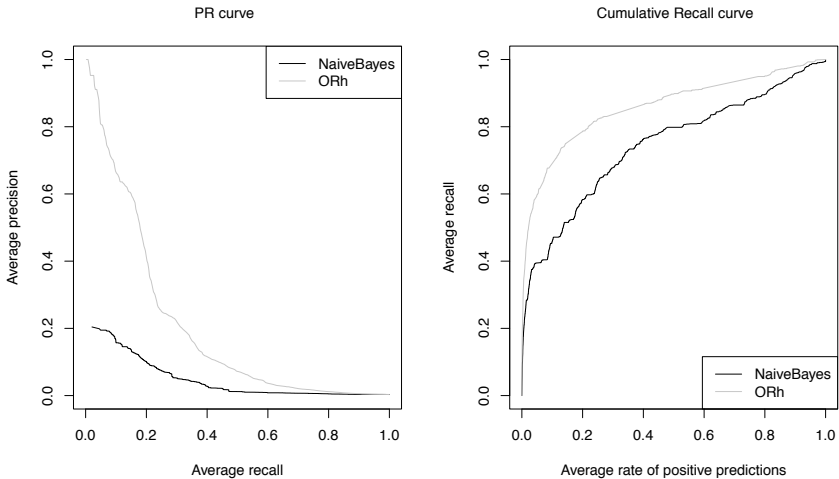 PR curve
NaiveBayes
ORh
Average precision
0.0 0.2 0.4 0.6 0.8 1.0
0.0 0.2 0.4 0.6 0.8 1.0
Average recall
Cumulative Recall curve
Average recall
0.0 0.2 0.4 0.6 0.8 1.0
NaiveBayes
ORh
0.0 0.2 0.4 0.6 0.8 1.0
Average rate of positive predictions